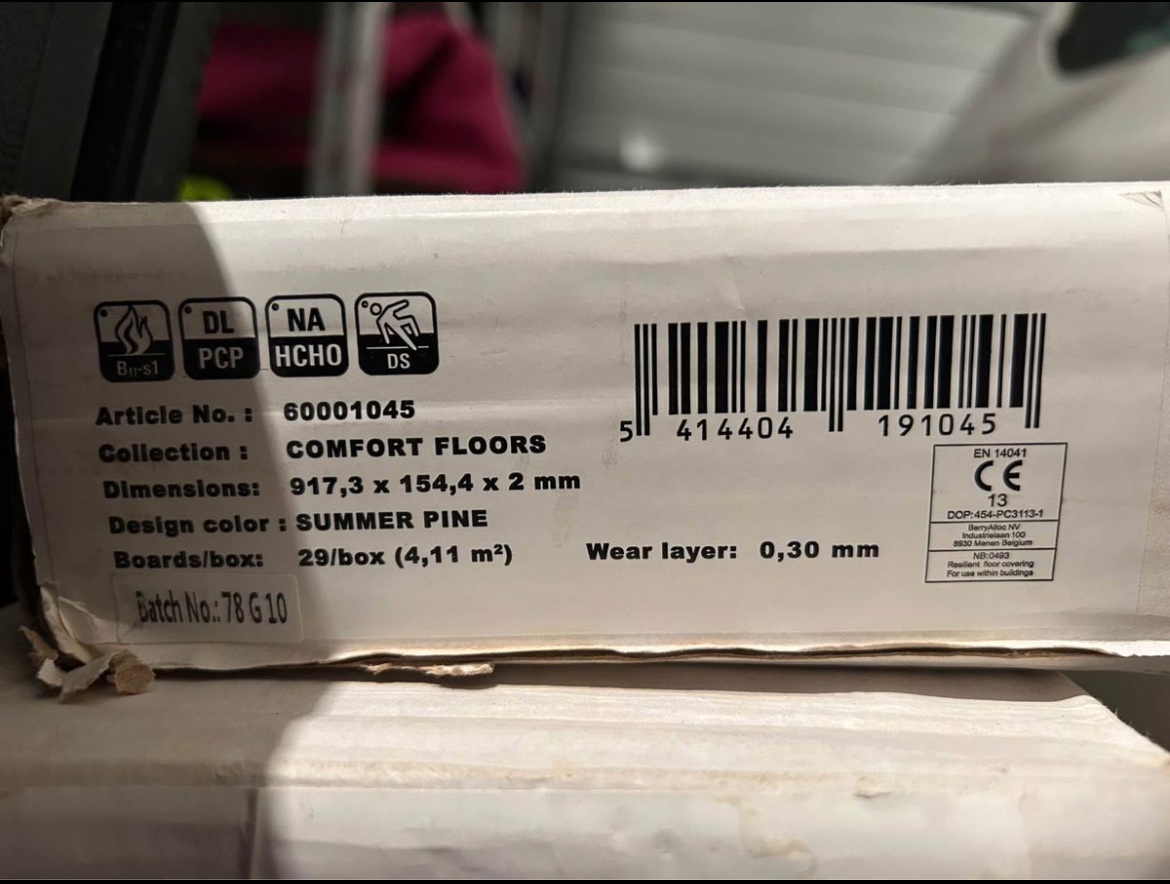 Bfl-s1
DL
PCP
NA
HCHO
DS
Article No. : 60001045
Collection : COMFORT FLOORS
Dimensions: 917,3 x 154,4 x 2 mm
Design color : SUMMER PINE
Boards/box: 29/box (4,11 m²)
Wear layer: 0,30 mm
Batch No.: 78 G 10
5 414404 191045
EN 14041
CE
13
DOP:454-PC3113-1
BerryAlloc NV
Industrielaan 100
8930 Menen Belgium
NB:0493
Resilient floor covering
For use within buildings